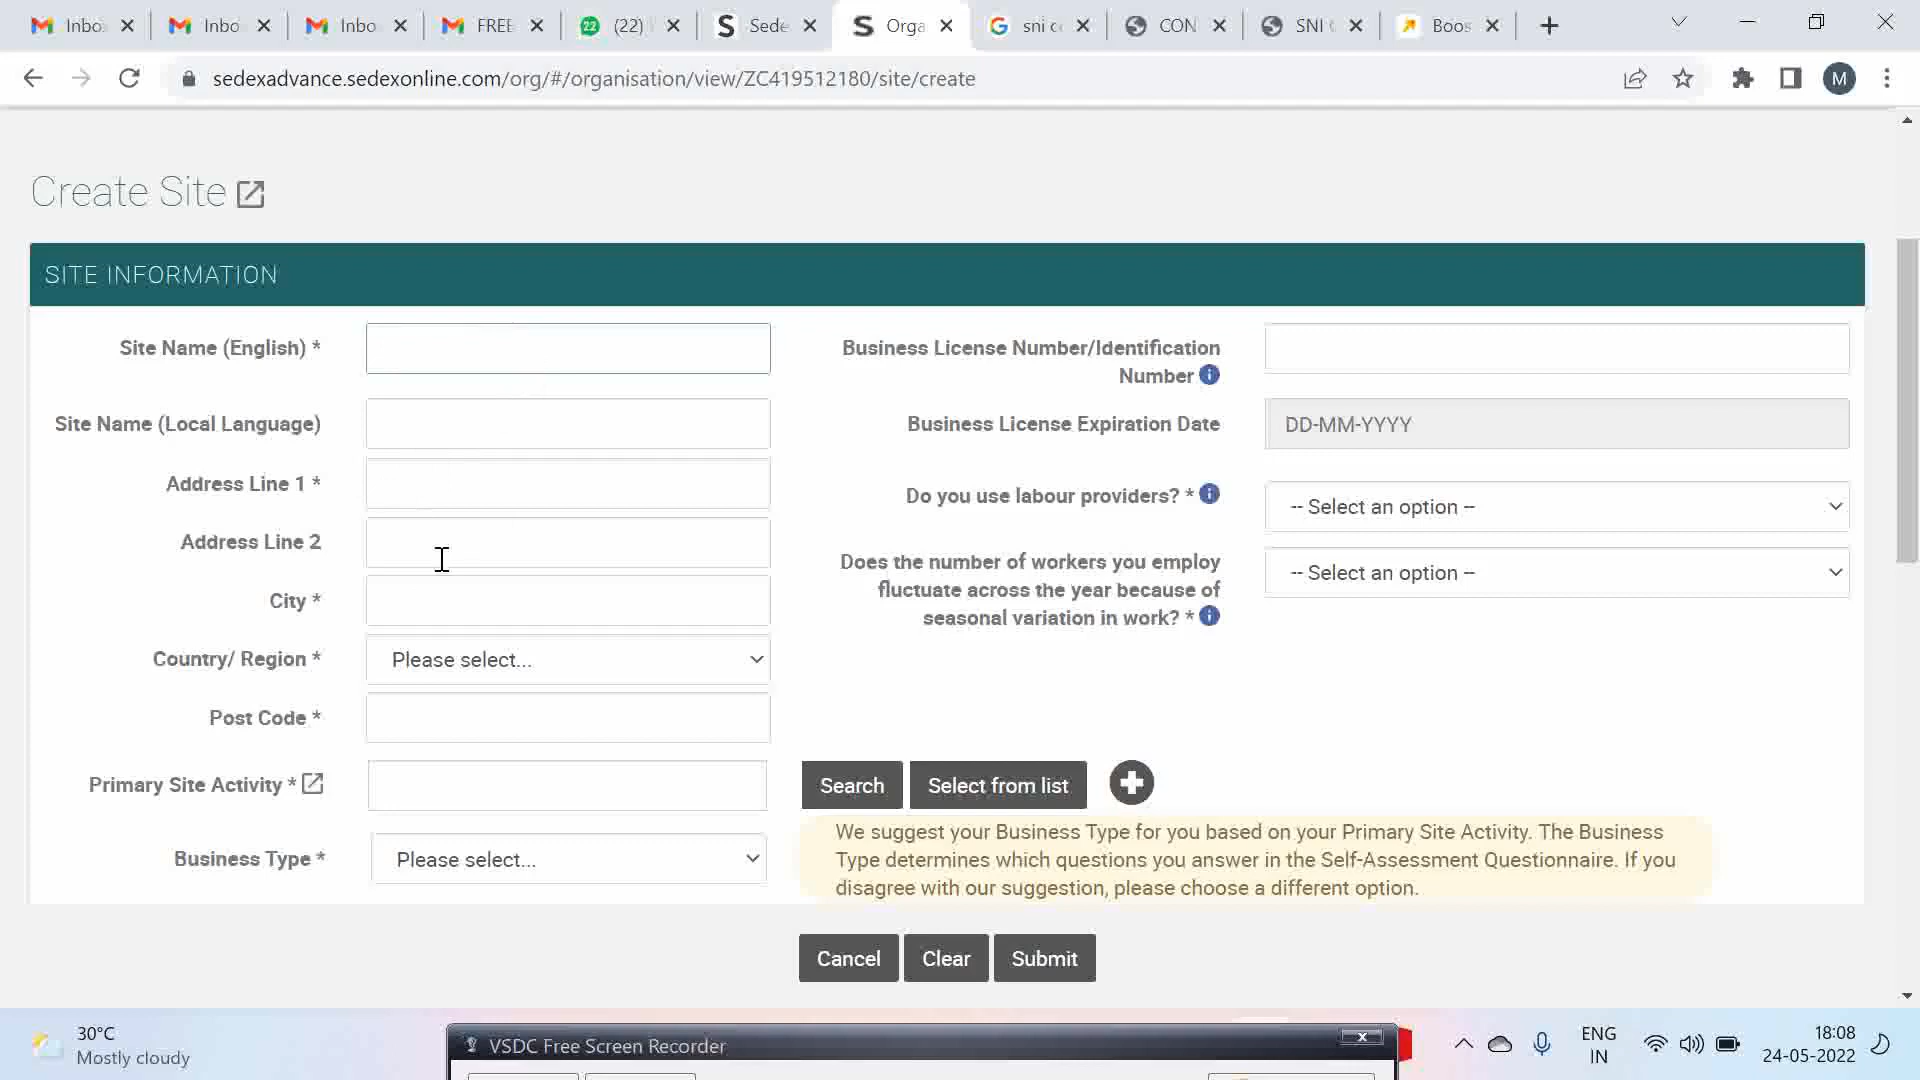 Inbo
Inbo
Inbo
FREE
22
(22)
S Sede
S Orga
G sni c
CON
SNI
Boos
sedexadvance.sedexonline.com/org/#/organisation/view/ZC419512180/site/create
M
Create Site
SITE INFORMATION
Site Name (English) *
Business License Number/Identification
Number
Site Name (Local Language)
Business License Expiration Date
DD-MM-YYYY
Address Line 1 *
Do you use labour providers? *
-- Select an option --
Address Line 2
Does the number of workers you employ
fluctuate across the year because of
seasonal variation in work? *
-- Select an option --
City *
Country/ Region *
Please select...
Post Code *
Primary Site Activity *
Search
Select from list
Business Type *
Please select...
We suggest your Business Type for you based on your Primary Site Activity. The Business
Type determines which questions you answer in the Self-Assessment Questionnaire. If you
disagree with our suggestion, please choose a different option.
Cancel
Clear
Submit
30°C
Mostly cloudy
VSDC Free Screen Recorder
ENG
IN
18:08
24-05-2022